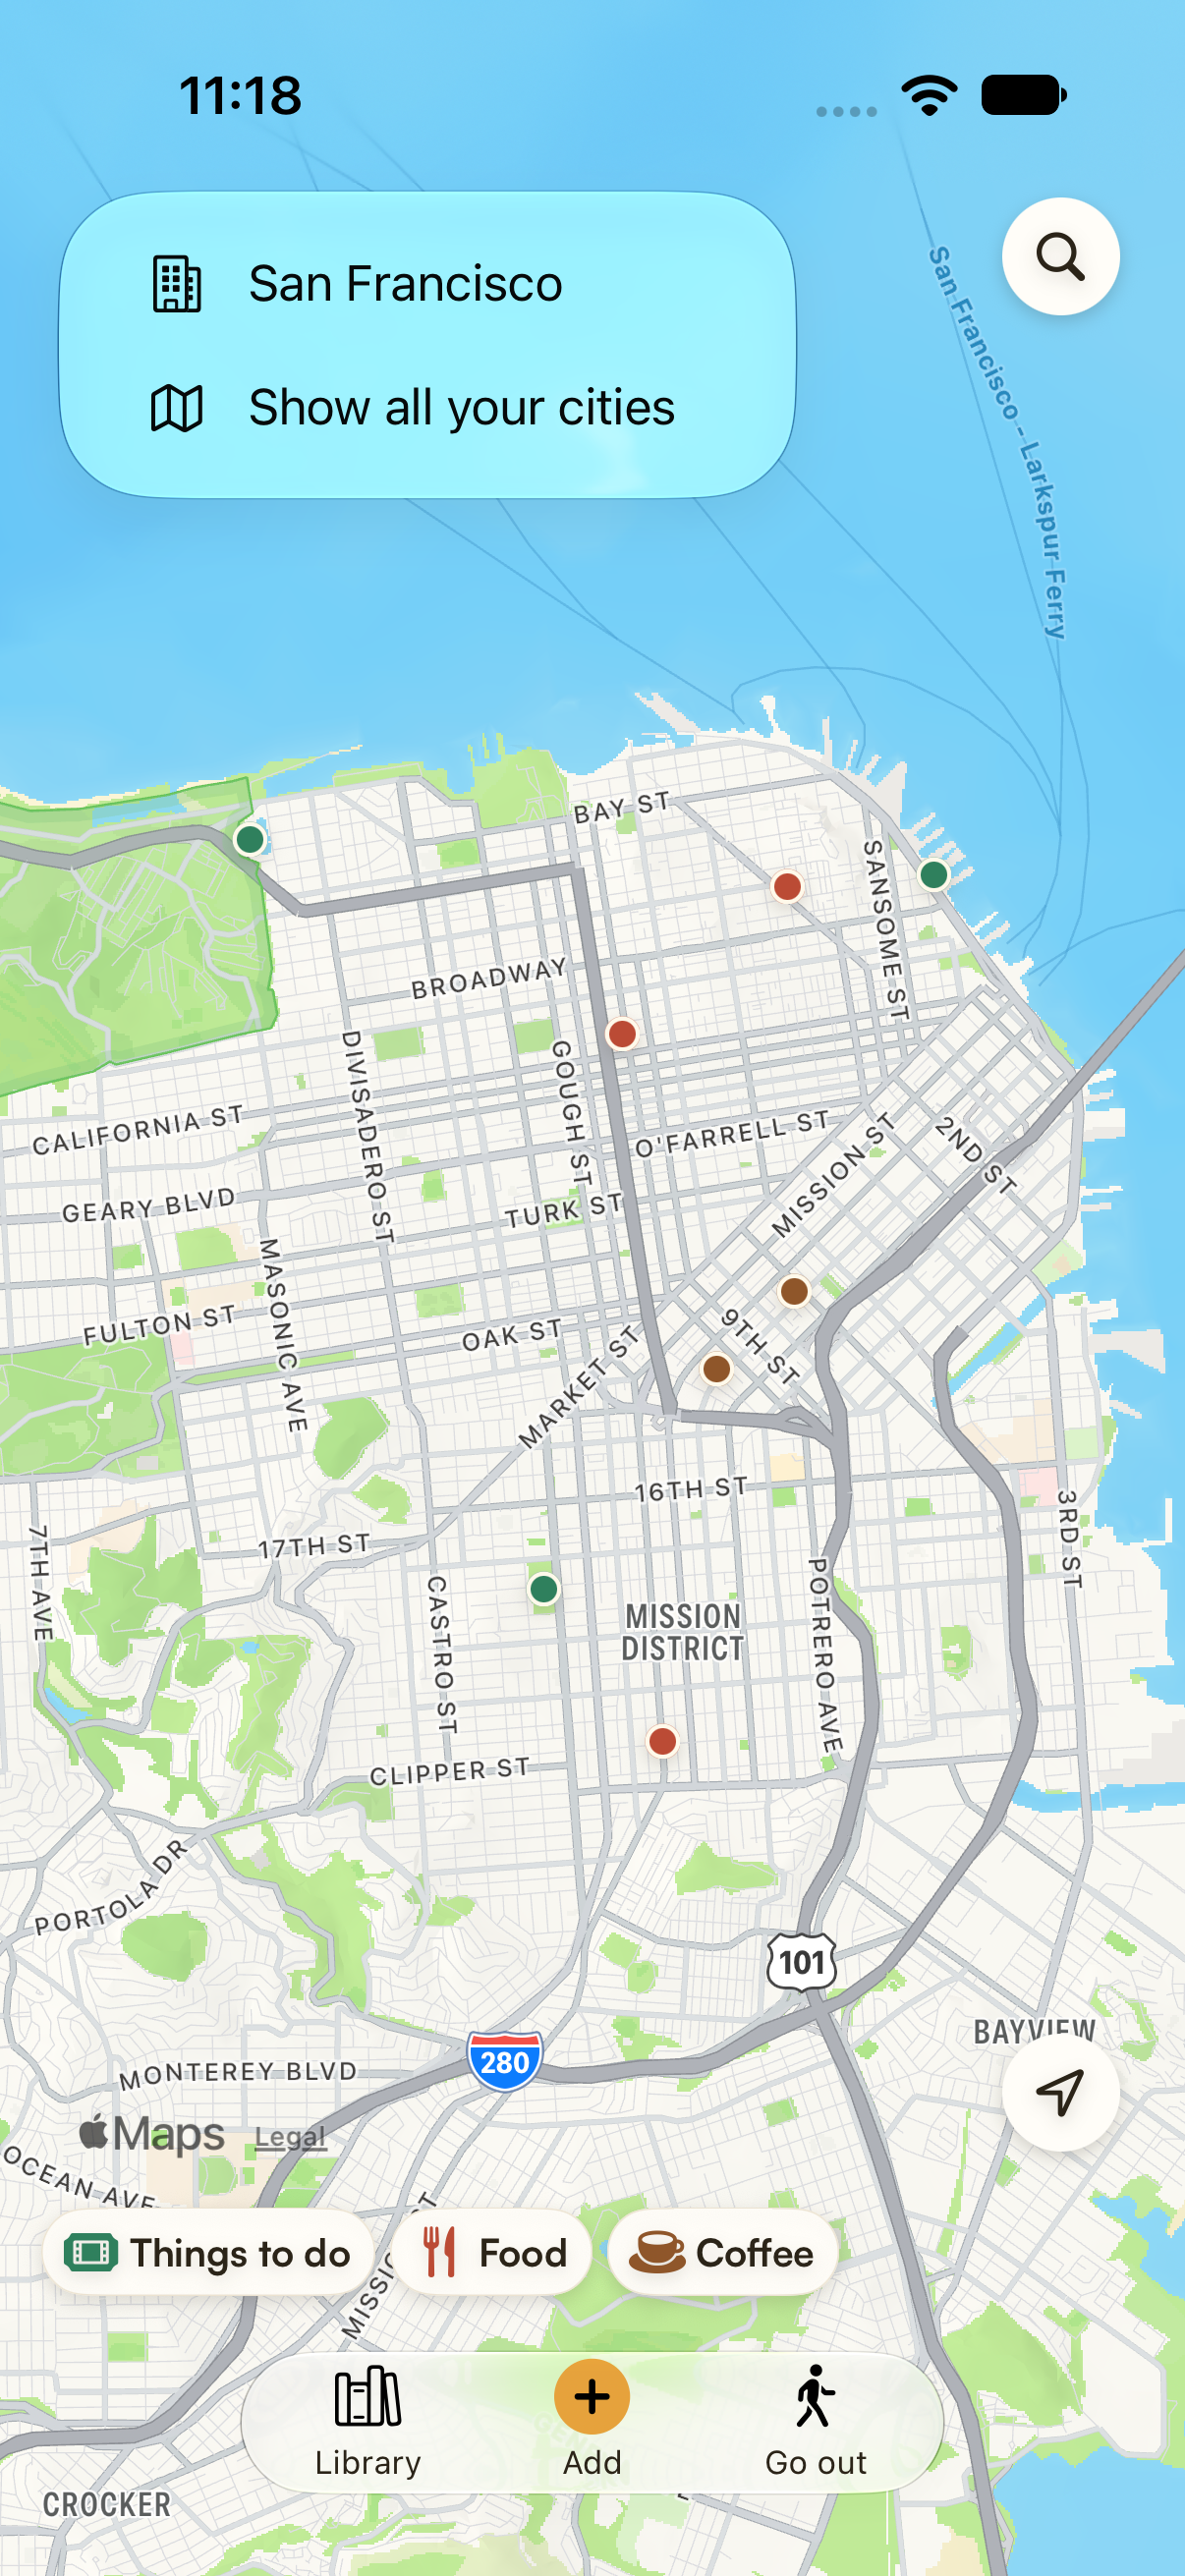 11:18
San Francisco
Show all your cities
San Francisco - Larkspur Ferry
BAY ST
SANSOME ST
BROADWAY
DIVISADERO ST
GOUGH ST
CALIFORNIA ST
O'FARRELL ST
MISSION ST
2ND ST
GEARY BLVD
TURK ST
MASONIC AVE
FULTON ST
OAK ST
9TH ST
MARKET ST
16TH ST
3RD ST
7TH AVE
17TH ST
CASTRO ST
MISSION
DISTRICT
POTRERO AVE
CLIPPER ST
PORTOLA DR
101
BAYVIEW
280
MONTEREY BLVD
Maps Legal
OCEAN AVE
Things to do
Food
Coffee
Library
Add
Go out
CROCKER